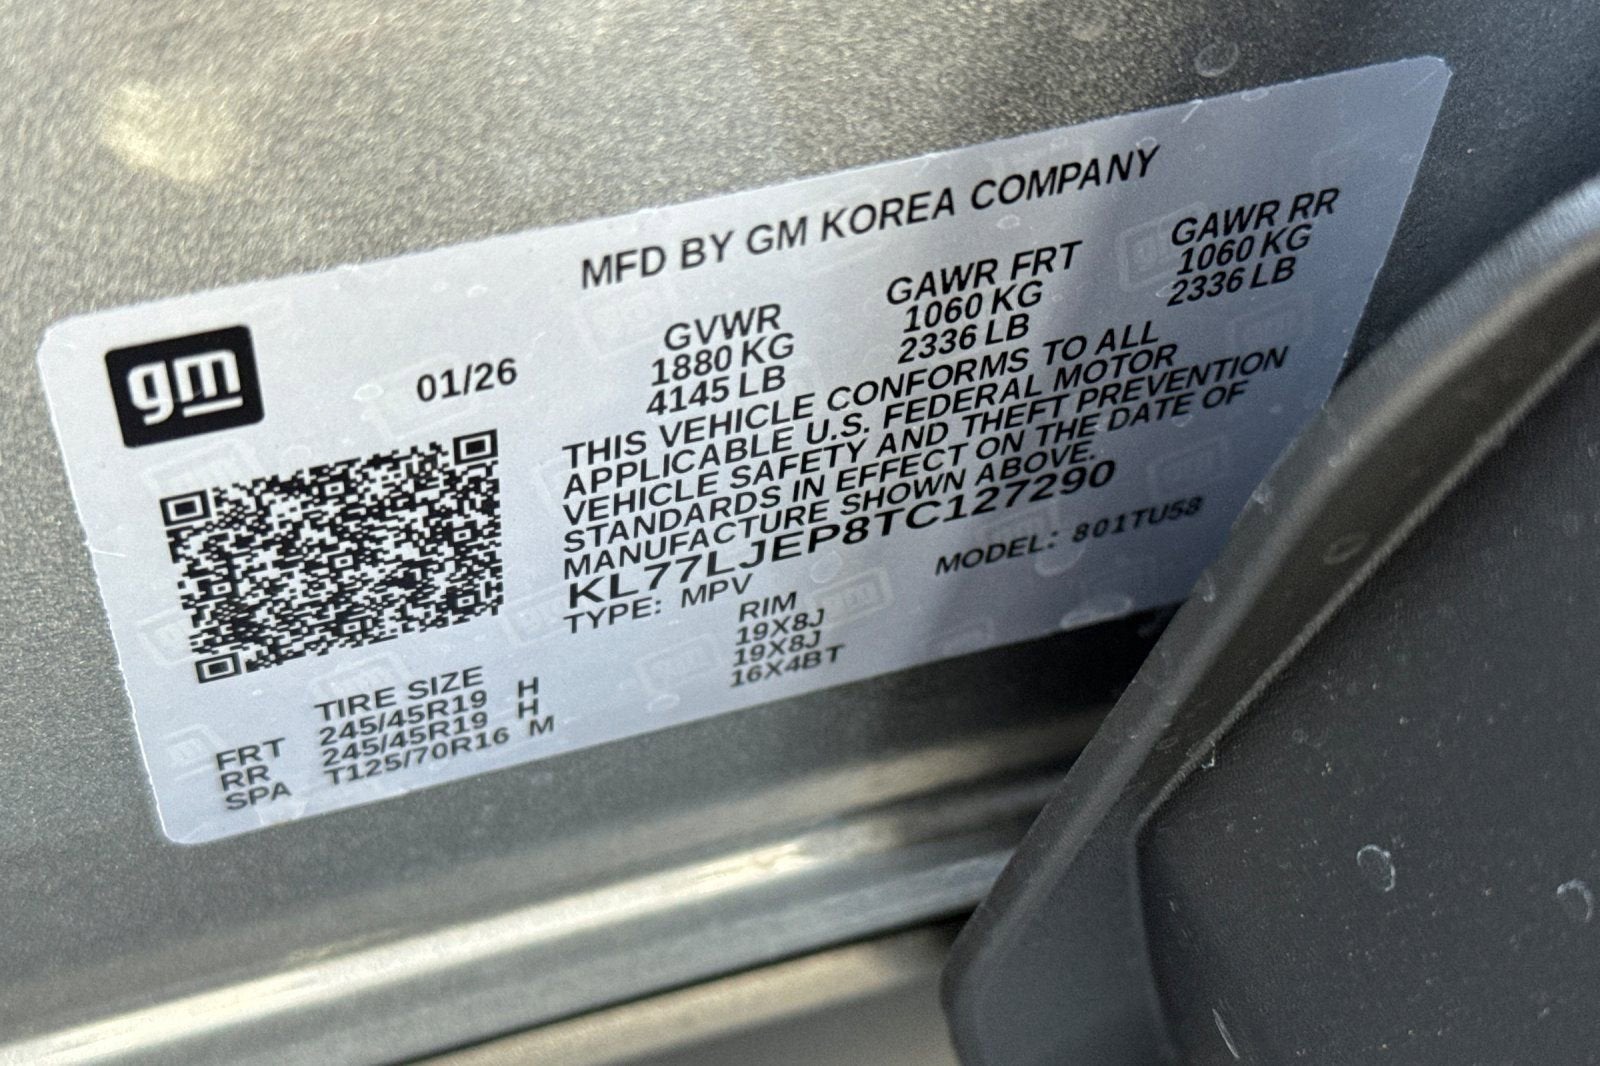 MFD BY GM KOREA COMPANY
gm
01/26
GVWR GAWR FRT GAWR RR
1880 KG 1060 KG 1060 KG
4145 LB 2336 LB 2336 LB
THIS VEHICLE CONFORMS TO ALL
APPLICABLE U.S. FEDERAL MOTOR
VEHICLE SAFETY AND THEFT PREVENTION
STANDARDS IN EFFECT ON THE DATE OF
MANUFACTURE SHOWN ABOVE.
KL77LJEP8TC127290
TYPE: MPV MODEL: 801TU58
TIRE SIZE RIM
FRT 245/45R19 H 19X8J
RR 245/45R19 H 19X8J
SPA T125/70R16 M 16X4BT